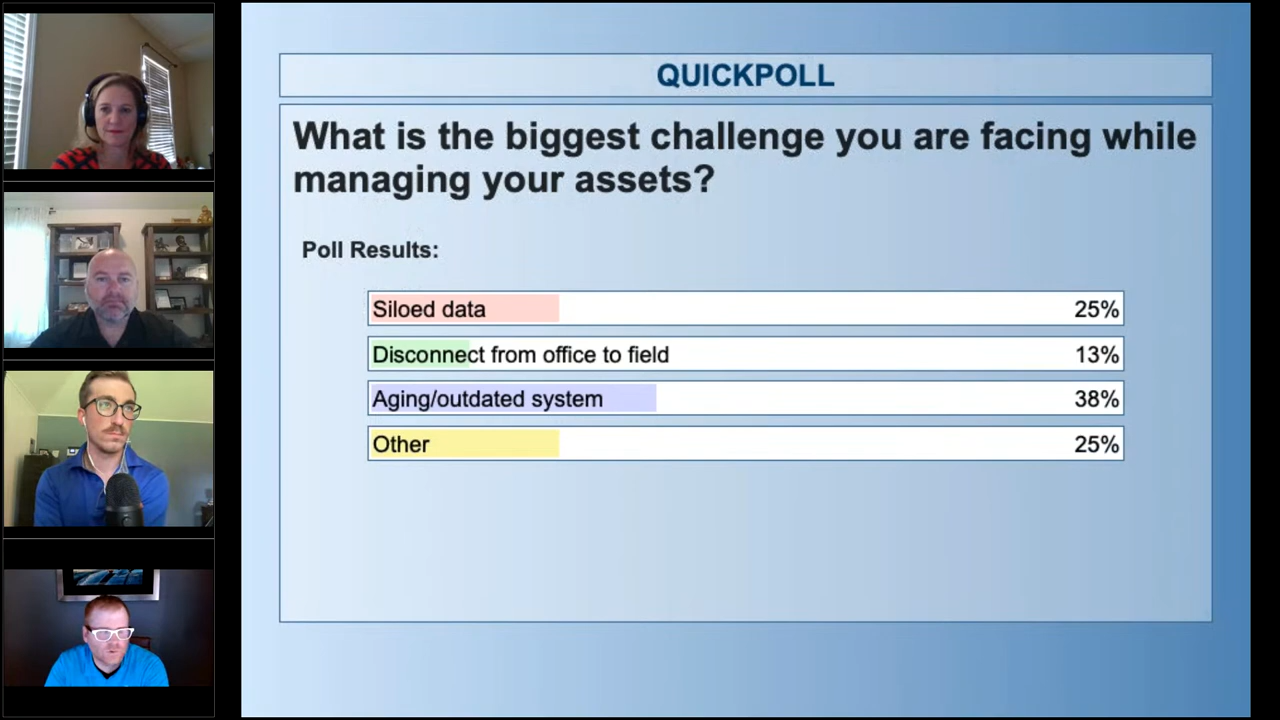 QUICKPOLL
What is the biggest challenge you are facing while
managing your assets?
Poll Results:
Siloed data 25%
Disconnect from office to field 13%
Aging/outdated system 38%
Other 25%